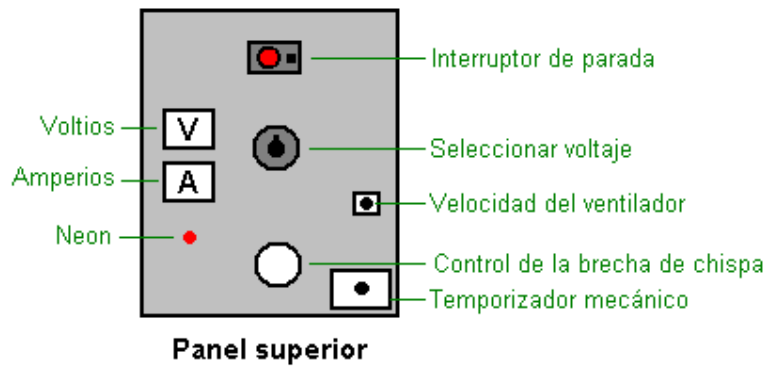 Interruptor de parada
Voltios
V
Seleccionar voltaje
Amperios
A
Velocidad del ventilador
Neon
Control de la brecha de chispa
Temporizador mecánico
Panel superior